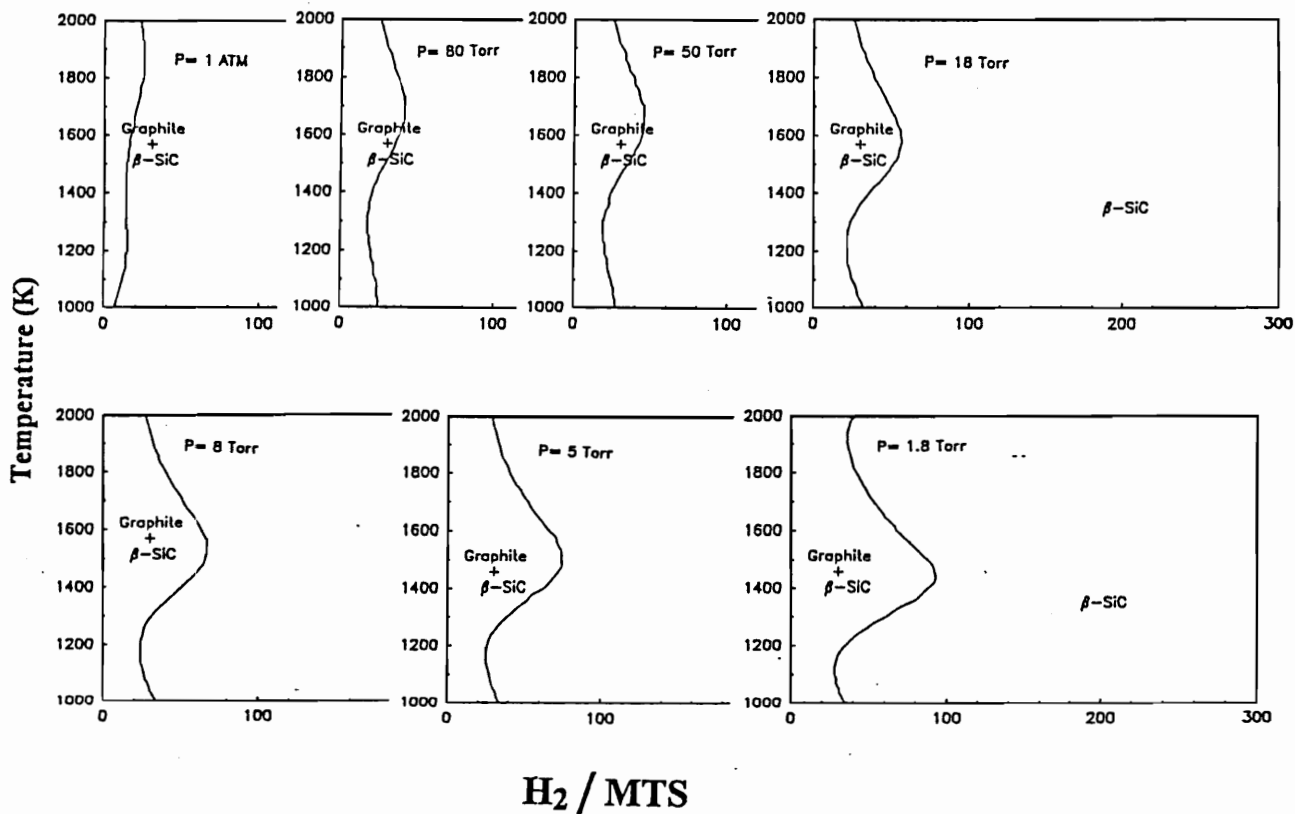 Temperature (K)
2000
1800
1600
1400
1200
1000
0
100
P= 1 ATM
Graphite
+
β-SiC
2000
1800
1600
1400
1200
1000
0
100
P= 80 Torr
Graphite
+
β-SiC
2000
1800
1600
1400
1200
1000
0
100
P= 50 Torr
Graphite
+
β-SiC
2000
1800
1600
1400
1200
1000
0
100
200
300
P= 18 Torr
Graphite
+
β-SiC
β-SiC
2000
1800
1600
1400
1200
1000
0
100
P= 8 Torr
Graphite
+
β-SiC
2000
1800
1600
1400
1200
1000
0
100
P= 5 Torr
Graphite
+
β-SiC
2000
1800
1600
1400
1200
1000
0
100
200
300
P= 1.8 Torr
Graphite
+
β-SiC
β-SiC
H₂ / MTS